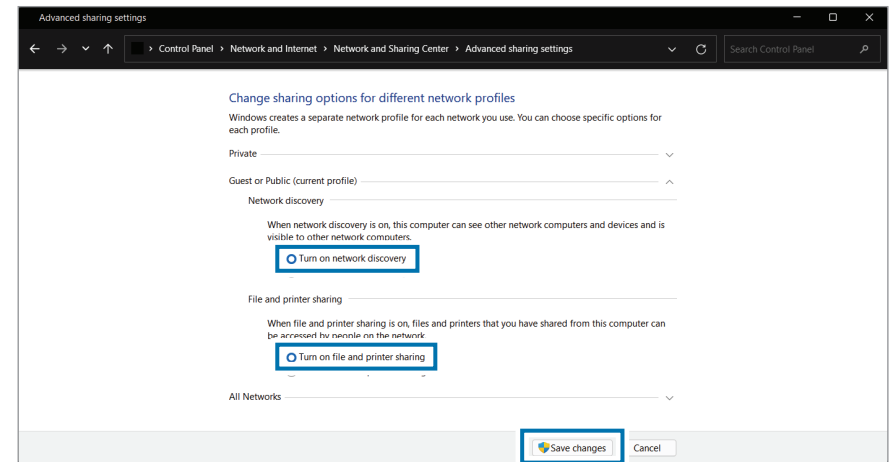 Advanced sharing settings
Control Panel > Network and Internet > Network and Sharing Center > Advanced sharing settings
Search Control Panel
Change sharing options for different network profiles
Windows creates a separate network profile for each network you use. You can choose specific options for
each profile.
Private
Guest or Public (current profile)
Network discovery
When network discovery is on, this computer can see other network computers and devices and is
visible to other network computers.
Turn on network discovery
File and printer sharing
When file and printer sharing is on, files and printers that you have shared from this computer can
be accessed by people on the network.
Turn on file and printer sharing
All Networks
Save changes
Cancel